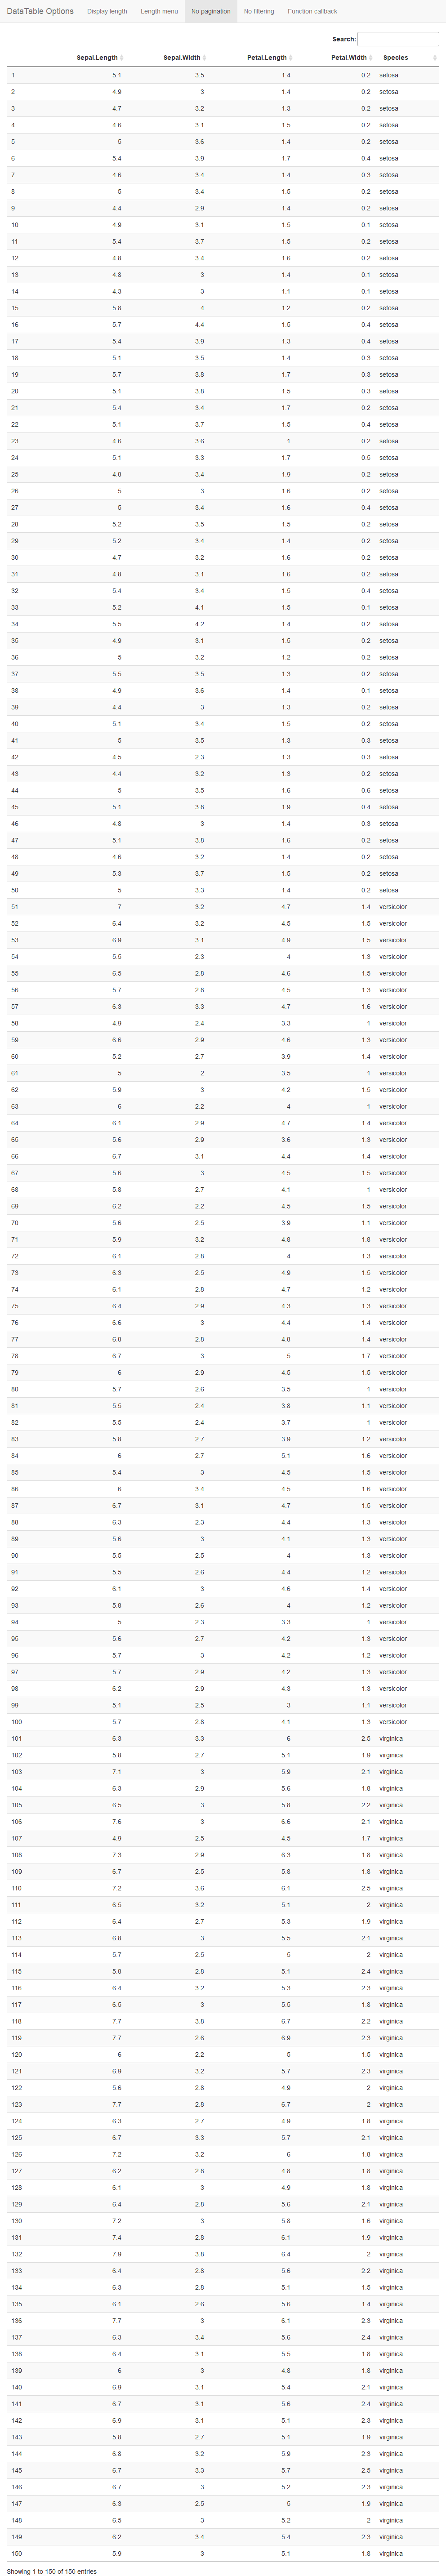 DataTable Options Display length Length menu No pagination No filtering Function callback
Search:
Sepal.Length Sepal.Width Petal.Length Petal.Width Species
1 5.1 3.5 1.4 0.2 setosa
2 4.9 3 1.4 0.2 setosa
3 4.7 3.2 1.3 0.2 setosa
4 4.6 3.1 1.5 0.2 setosa
5 5 3.6 1.4 0.2 setosa
6 5.4 3.9 1.7 0.4 setosa
7 4.6 3.4 1.4 0.3 setosa
8 5 3.4 1.5 0.2 setosa
9 4.4 2.9 1.4 0.2 setosa
10 4.9 3.1 1.5 0.1 setosa
11 5.4 3.7 1.5 0.2 setosa
12 4.8 3.4 1.6 0.2 setosa
13 4.8 3 1.4 0.1 setosa
14 4.3 3 1.1 0.1 setosa
15 5.8 4 1.2 0.2 setosa
16 5.7 4.4 1.5 0.4 setosa
17 5.4 3.9 1.3 0.4 setosa
18 5.1 3.5 1.4 0.3 setosa
19 5.7 3.8 1.7 0.3 setosa
20 5.1 3.8 1.5 0.3 setosa
21 5.4 3.4 1.7 0.2 setosa
22 5.1 3.7 1.5 0.4 setosa
23 4.6 3.6 1 0.2 setosa
24 5.1 3.3 1.7 0.5 setosa
25 4.8 3.4 1.9 0.2 setosa
26 5 3 1.6 0.2 setosa
27 5 3.4 1.6 0.4 setosa
28 5.2 3.5 1.5 0.2 setosa
29 5.2 3.4 1.4 0.2 setosa
30 4.7 3.2 1.6 0.2 setosa
31 4.8 3.1 1.6 0.2 setosa
32 5.4 3.4 1.5 0.4 setosa
33 5.2 4.1 1.5 0.1 setosa
34 5.5 4.2 1.4 0.2 setosa
35 4.9 3.1 1.5 0.2 setosa
36 5 3.2 1.2 0.2 setosa
37 5.5 3.5 1.3 0.2 setosa
38 4.9 3.6 1.4 0.1 setosa
39 4.4 3 1.3 0.2 setosa
40 5.1 3.4 1.5 0.2 setosa
41 5 3.5 1.3 0.3 setosa
42 4.5 2.3 1.3 0.3 setosa
43 4.4 3.2 1.3 0.2 setosa
44 5 3.5 1.6 0.6 setosa
45 5.1 3.8 1.9 0.4 setosa
46 4.8 3 1.4 0.3 setosa
47 5.1 3.8 1.6 0.2 setosa
48 4.6 3.2 1.4 0.2 setosa
49 5.3 3.7 1.5 0.2 setosa
50 5 3.3 1.4 0.2 setosa
51 7 3.2 4.7 1.4 versicolor
52 6.4 3.2 4.5 1.5 versicolor
53 6.9 3.1 4.9 1.5 versicolor
54 5.5 2.3 4 1.3 versicolor
55 6.5 2.8 4.6 1.5 versicolor
56 5.7 2.8 4.5 1.3 versicolor
57 6.3 3.3 4.7 1.6 versicolor
58 4.9 2.4 3.3 1 versicolor
59 6.6 2.9 4.6 1.3 versicolor
60 5.2 2.7 3.9 1.4 versicolor
61 5 2 3.5 1 versicolor
62 5.9 3 4.2 1.5 versicolor
63 6 2.2 4 1 versicolor
64 6.1 2.9 4.7 1.4 versicolor
65 5.6 2.9 3.6 1.3 versicolor
66 6.7 3.1 4.4 1.4 versicolor
67 5.6 3 4.5 1.5 versicolor
68 5.8 2.7 4.1 1 versicolor
69 6.2 2.2 4.5 1.5 versicolor
70 5.6 2.5 3.9 1.1 versicolor
71 5.9 3.2 4.8 1.8 versicolor
72 6.1 2.8 4 1.3 versicolor
73 6.3 2.5 4.9 1.5 versicolor
74 6.1 2.8 4.7 1.2 versicolor
75 6.4 2.9 4.3 1.3 versicolor
76 6.6 3 4.4 1.4 versicolor
77 6.8 2.8 4.8 1.4 versicolor
78 6.7 3 5 1.7 versicolor
79 6 2.9 4.5 1.5 versicolor
80 5.7 2.6 3.5 1 versicolor
81 5.5 2.4 3.8 1.1 versicolor
82 5.5 2.4 3.7 1 versicolor
83 5.8 2.7 3.9 1.2 versicolor
84 6 2.7 5.1 1.6 versicolor
85 5.4 3 4.5 1.5 versicolor
86 6 3.4 4.5 1.6 versicolor
87 6.7 3.1 4.7 1.5 versicolor
88 6.3 2.3 4.4 1.3 versicolor
89 5.6 3 4.1 1.3 versicolor
90 5.5 2.5 4 1.3 versicolor
91 5.5 2.6 4.4 1.2 versicolor
92 6.1 3 4.6 1.4 versicolor
93 5.8 2.6 4 1.2 versicolor
94 5 2.3 3.3 1 versicolor
95 5.6 2.7 4.2 1.3 versicolor
96 5.7 3 4.2 1.2 versicolor
97 5.7 2.9 4.2 1.3 versicolor
98 6.2 2.9 4.3 1.3 versicolor
99 5.1 2.5 3 1.1 versicolor
100 5.7 2.8 4.1 1.3 versicolor
101 6.3 3.3 6 2.5 virginica
102 5.8 2.7 5.1 1.9 virginica
103 7.1 3 5.9 2.1 virginica
104 6.3 2.9 5.6 1.8 virginica
105 6.5 3 5.8 2.2 virginica
106 7.6 3 6.6 2.1 virginica
107 4.9 2.5 4.5 1.7 virginica
108 7.3 2.9 6.3 1.8 virginica
109 6.7 2.5 5.8 1.8 virginica
110 7.2 3.6 6.1 2.5 virginica
111 6.5 3.2 5.1 2 virginica
112 6.4 2.7 5.3 1.9 virginica
113 6.8 3 5.5 2.1 virginica
114 5.7 2.5 5 2 virginica
115 5.8 2.8 5.1 2.4 virginica
116 6.4 3.2 5.3 2.3 virginica
117 6.5 3 5.5 1.8 virginica
118 7.7 3.8 6.7 2.2 virginica
119 7.7 2.6 6.9 2.3 virginica
120 6 2.2 5 1.5 virginica
121 6.9 3.2 5.7 2.3 virginica
122 5.6 2.8 4.9 2 virginica
123 7.7 2.8 6.7 2 virginica
124 6.3 2.7 4.9 1.8 virginica
125 6.7 3.3 5.7 2.1 virginica
126 7.2 3.2 6 1.8 virginica
127 6.2 2.8 4.8 1.8 virginica
128 6.1 3 4.9 1.8 virginica
129 6.4 2.8 5.6 2.1 virginica
130 7.2 3 5.8 1.6 virginica
131 7.4 2.8 6.1 1.9 virginica
132 7.9 3.8 6.4 2 virginica
133 6.4 2.8 5.6 2.2 virginica
134 6.3 2.8 5.1 1.5 virginica
135 6.1 2.6 5.6 1.4 virginica
136 7.7 3 6.1 2.3 virginica
137 6.3 3.4 5.6 2.4 virginica
138 6.4 3.1 5.5 1.8 virginica
139 6 3 4.8 1.8 virginica
140 6.9 3.1 5.4 2.1 virginica
141 6.7 3.1 5.6 2.4 virginica
142 6.9 3.1 5.1 2.3 virginica
143 5.8 2.7 5.1 1.9 virginica
144 6.8 3.2 5.9 2.3 virginica
145 6.7 3.3 5.7 2.5 virginica
146 6.7 3 5.2 2.3 virginica
147 6.3 2.5 5 1.9 virginica
148 6.5 3 5.2 2 virginica
149 6.2 3.4 5.4 2.3 virginica
150 5.9 3 5.1 1.8 virginica
Showing 1 to 150 of 150 entries